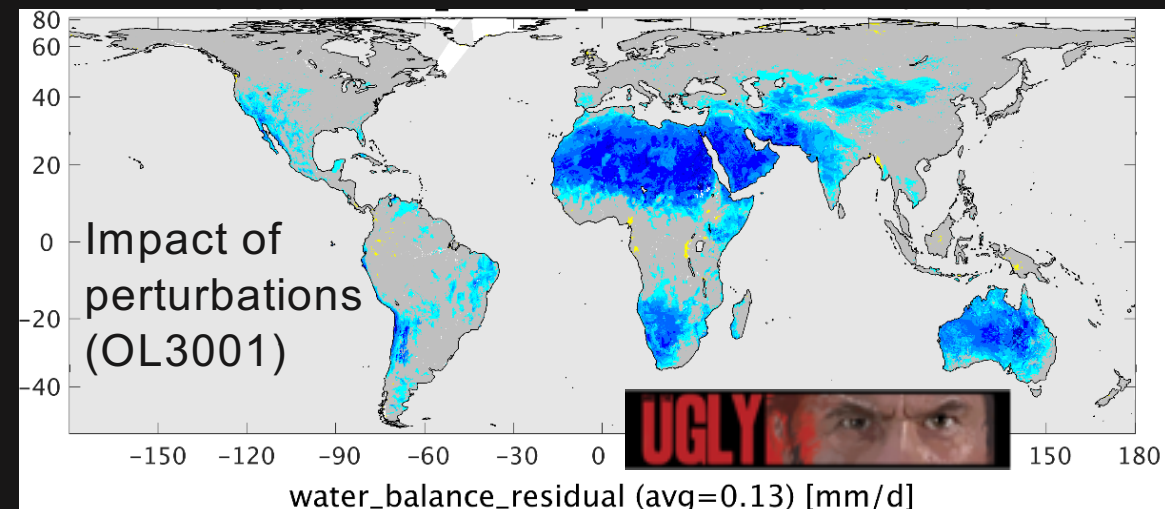 80
60
40
20
0
−20
−40
Impact of
perturbations
(OL3001)
UGLY
−150 −120 −90 −60 −30 0 150 180
water_balance_residual (avg=0.13) [mm/d]